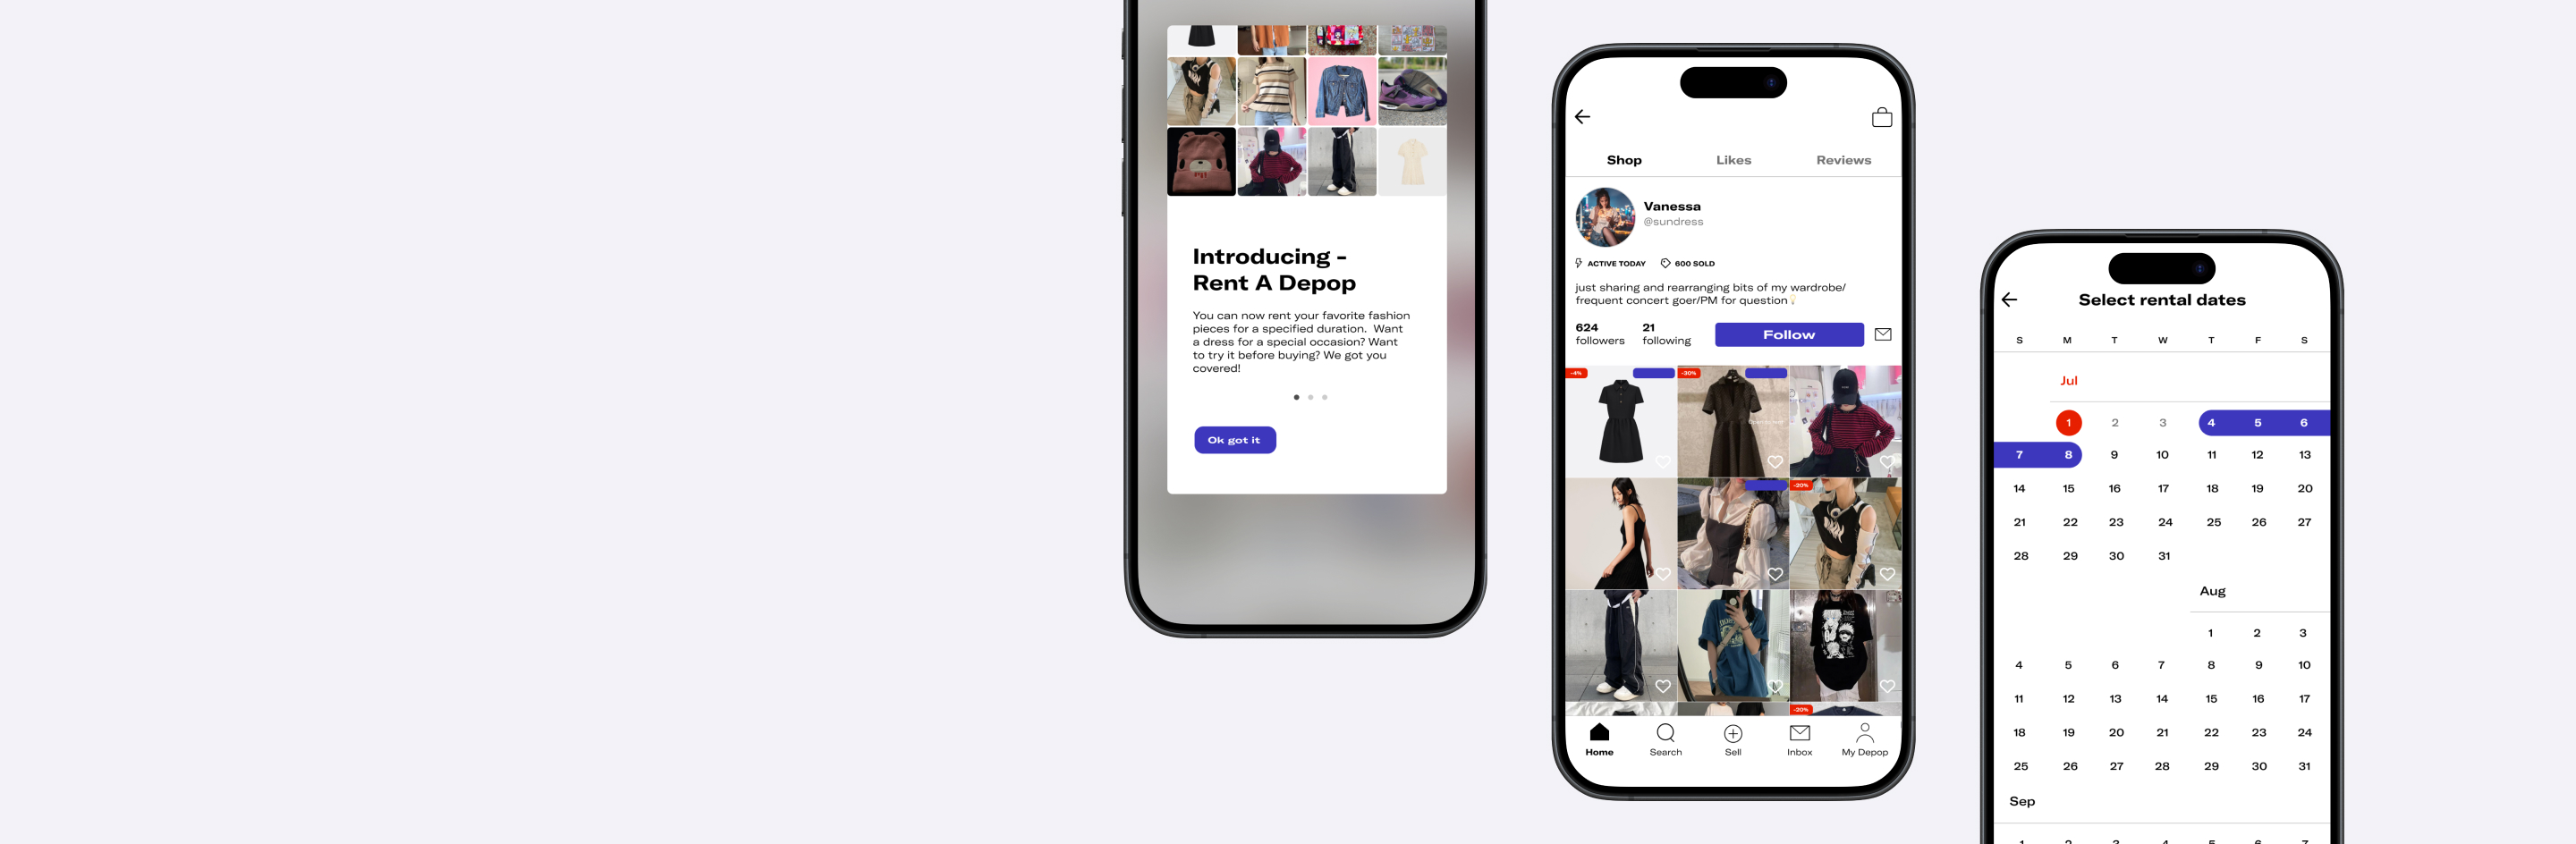 Introducing -
Rent A Depop
You can now rent your favorite fashion
pieces for a specified duration. Want
a dress for a special occasion? Want
to try it before buying? We got you
covered!
Ok got it
Shop Likes Reviews
Vanessa
@sundress
ACTIVE TODAY 600 SOLD
just sharing and rearranging bits of my wardrobe/
frequent concert goer/PM for question
624 21
followers following
Follow
-4% -30%
-20%
-20%
Home Search Sell Inbox My Depop
Select rental dates
S M T W T F S
Jul
1 2 3 4 5 6
7 8 9 10 11 12 13
14 15 16 17 18 19 20
21 22 23 24 25 26 27
28 29 30 31
Aug
1 2 3
4 5 6 7 8 9 10
11 12 13 14 15 16 17
18 19 20 21 22 23 24
25 26 27 28 29 30 31
Sep
1 2 3 4 5 6 7